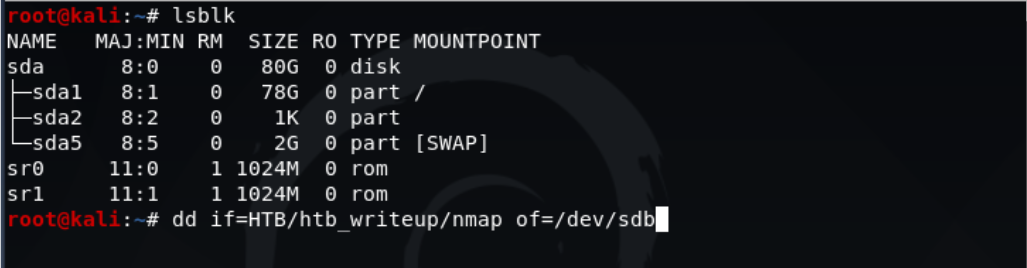 root@kali:~# lsblk
NAME   MAJ:MIN RM  SIZE RO TYPE MOUNTPOINT
sda      8:0    0   80G  0 disk
├─sda1   8:1    0   78G  0 part /
├─sda2   8:2    0    1K  0 part
└─sda5   8:5    0    2G  0 part [SWAP]
sr0     11:0    1 1024M  0 rom
sr1     11:1    1 1024M  0 rom
root@kali:~# dd if=HTB/htb_writeup/nmap of=/dev/sdb